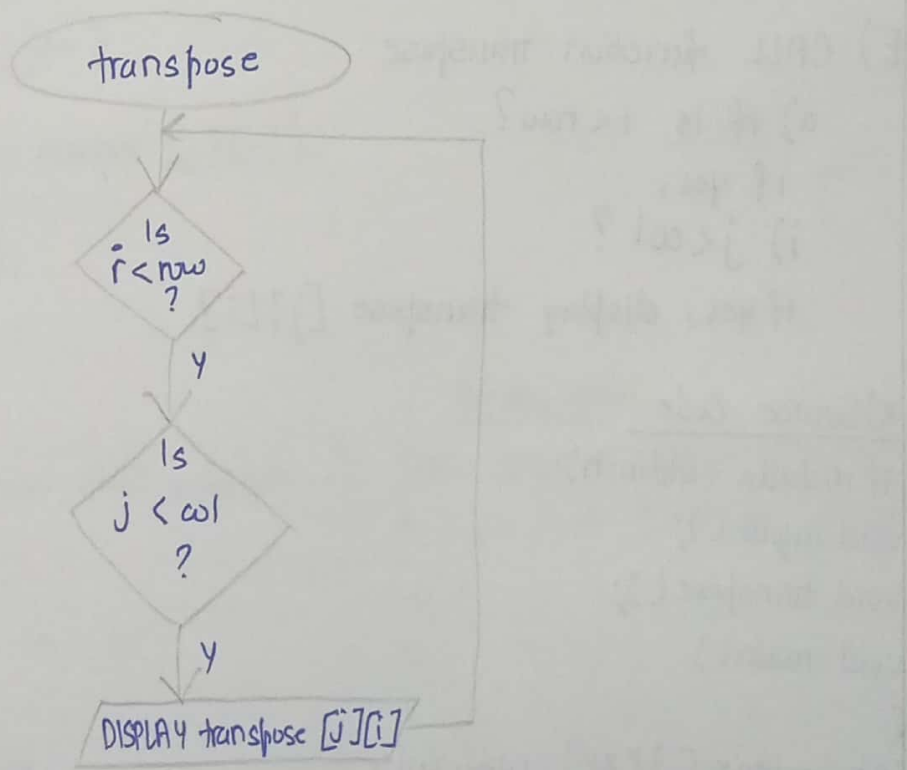 transpose
Is
i < row
?
Y
Is
j < col
?
Y
DISPLAY transpose [j][i]